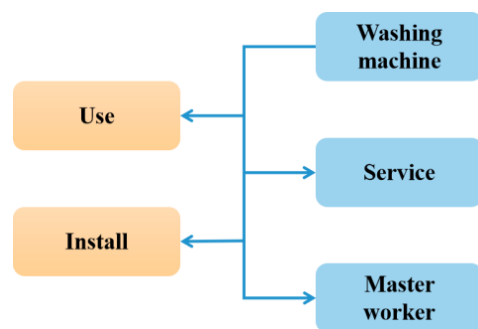 Washing
machine
Use
Service
Install
Master
worker